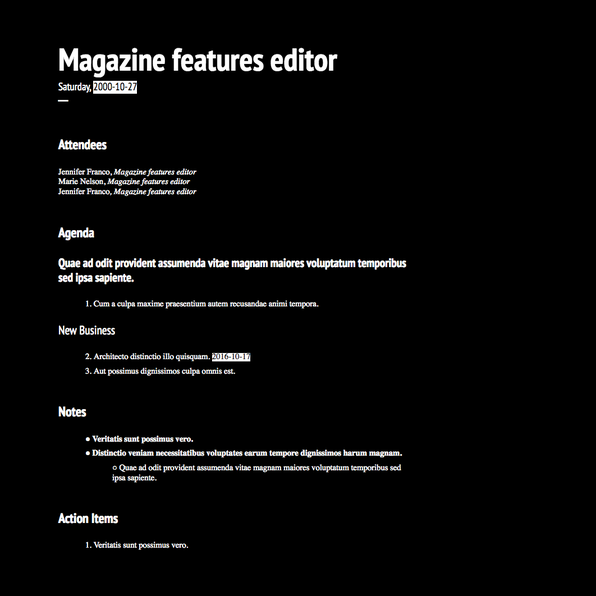 Magazine features editor
Saturday, 2000-10-27
Attendees
Jennifer Franco, Magazine features editor
Marie Nelson, Magazine features editor
Jennifer Franco, Magazine features editor
Agenda
Quae ad odit provident assumenda vitae magnam maiores voluptatum temporibus
sed ipsa sapiente.
1. Cum a culpa maxime praesentium autem recusandae animi tempora.
New Business
2. Architecto distinctio illo quisquam. 2016-10-17
3. Aut possimus dignissimos culpa omnis est.
Notes
● Veritatis sunt possimus vero.
● Distinctio veniam necessitatibus voluptates earum tempore dignissimos harum magnam.
○ Quae ad odit provident assumenda vitae magnam maiores voluptatum temporibus sed
ipsa sapiente.
Action Items
1. Veritatis sunt possimus vero.